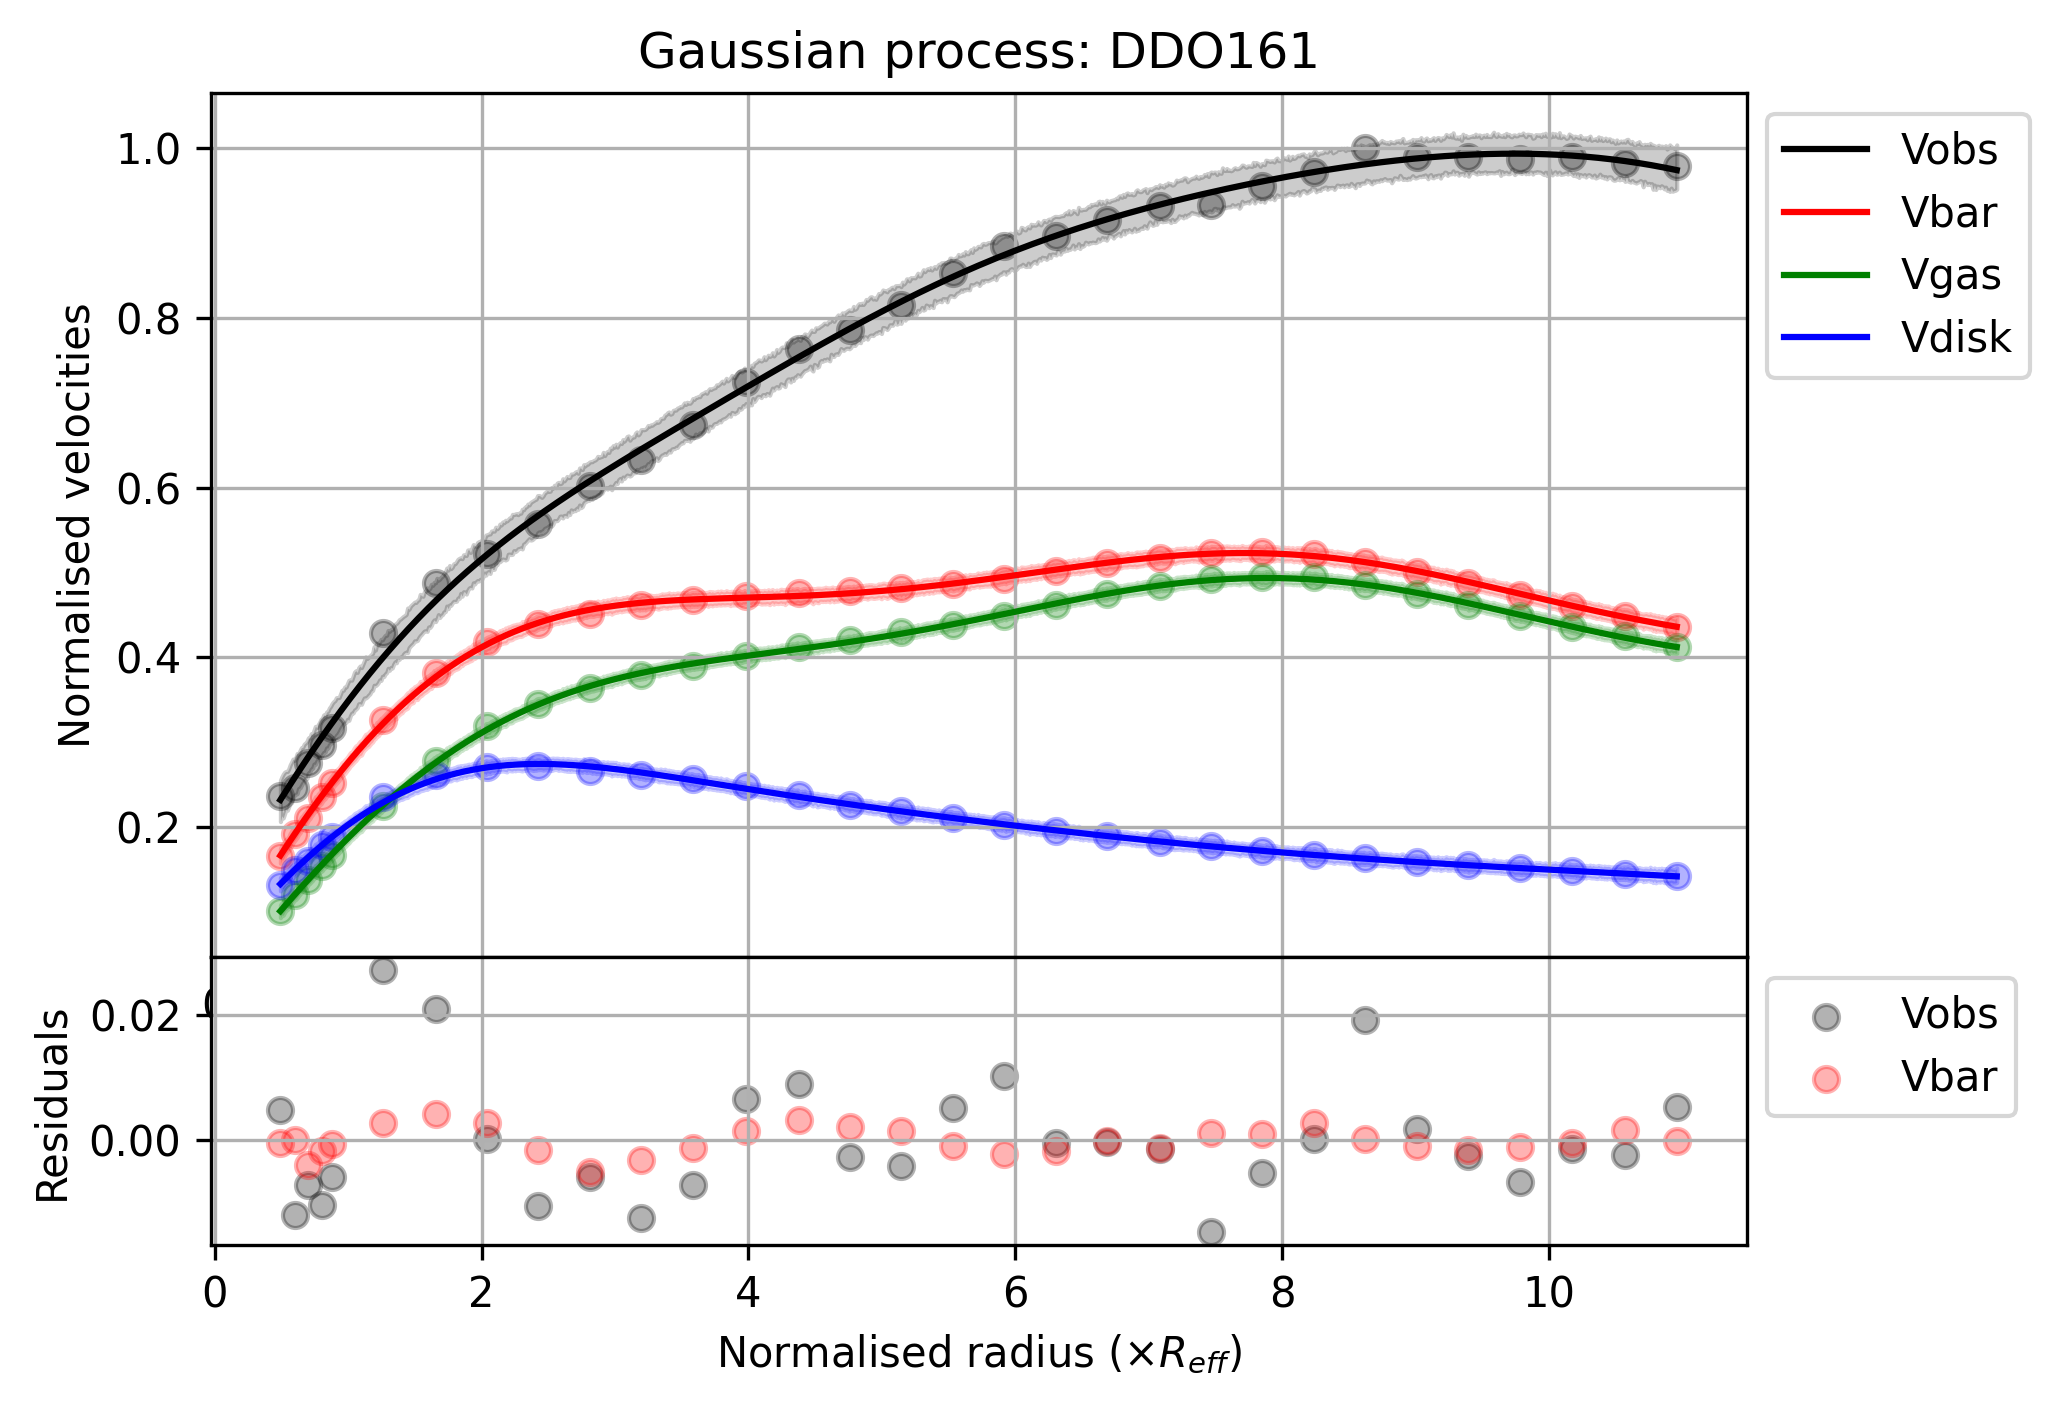 Gaussian process: DDO161
1.0
0.8
0.6
0.4
0.2
Normalised velocities
Vobs
Vbar
Vgas
Vdisk
0.02
0.00
Residuals
Vobs
Vbar
0 2 4 6 8 10
Normalised radius (×R_eff)